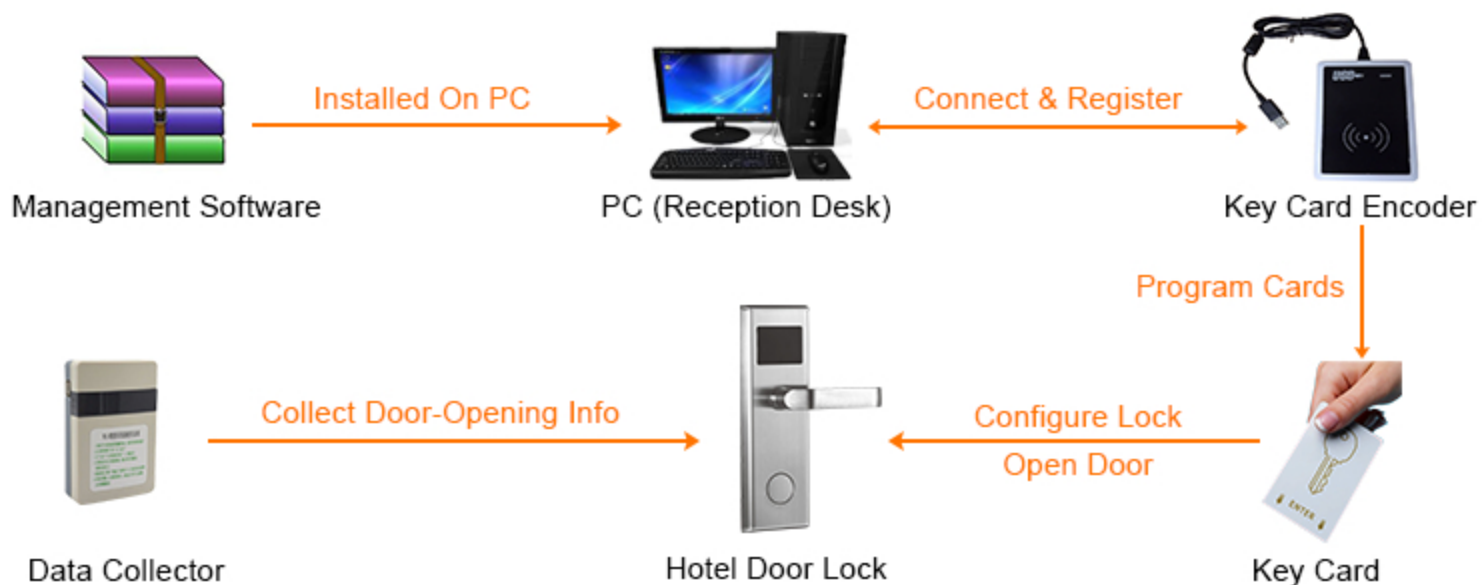 Installed On PC
Connect & Register
Management Software
PC (Reception Desk)
Key Card Encoder
Program Cards
Collect Door-Opening Info
Configure Lock
Open Door
ENTER
Data Collector
Hotel Door Lock
Key Card